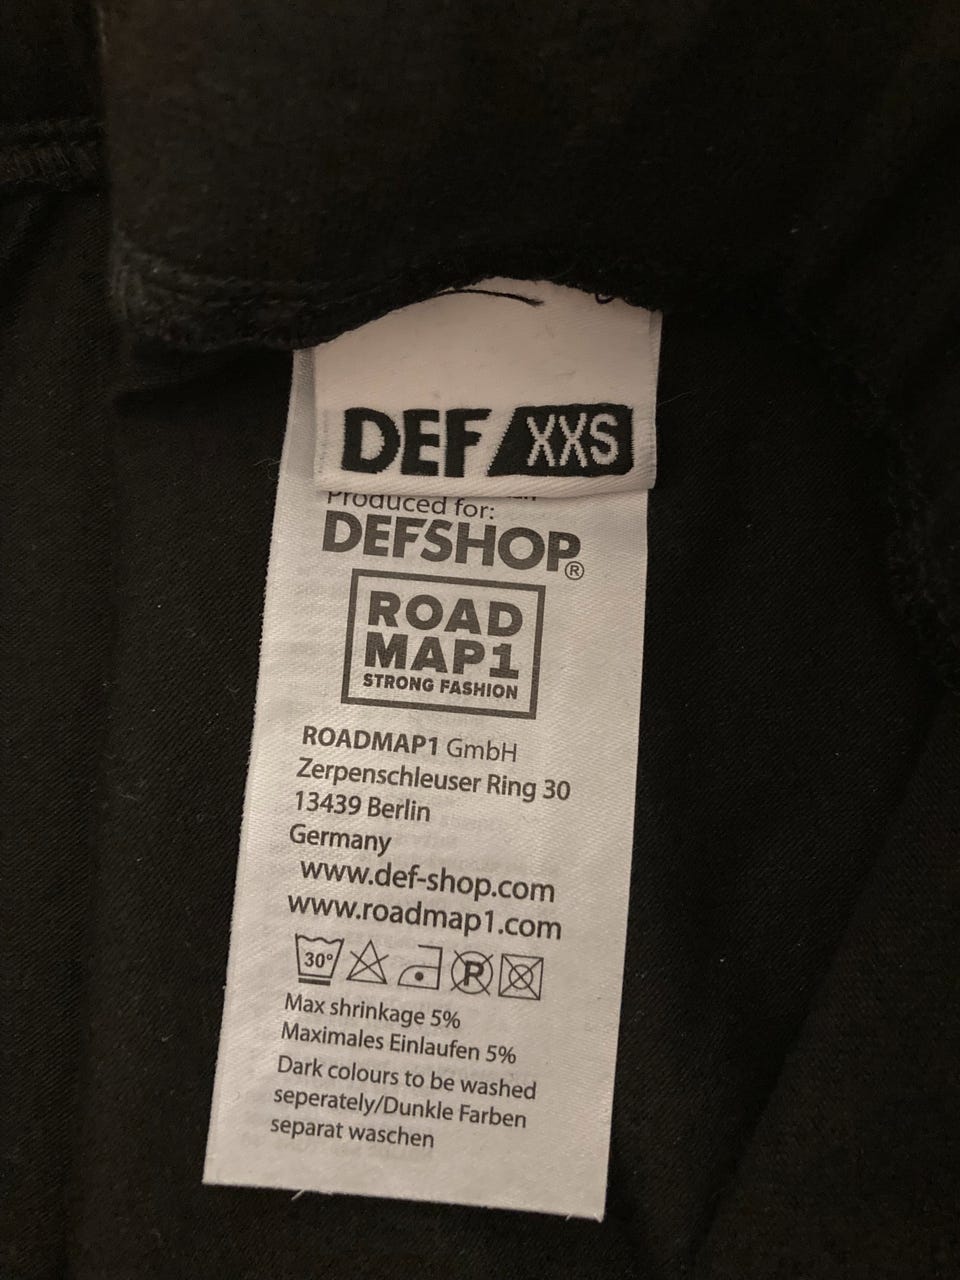 DEF XXS
Produced for:
DEFSHOP®
ROAD
MAP1
STRONG FASHION
ROADMAP1 GmbH
Zerpenschleuser Ring 30
13439 Berlin
Germany
www.def-shop.com
www.roadmap1.com
30° P
Max shrinkage 5%
Maximales Einlaufen 5%
Dark colours to be washed
seperately/Dunkle Farben
separat waschen